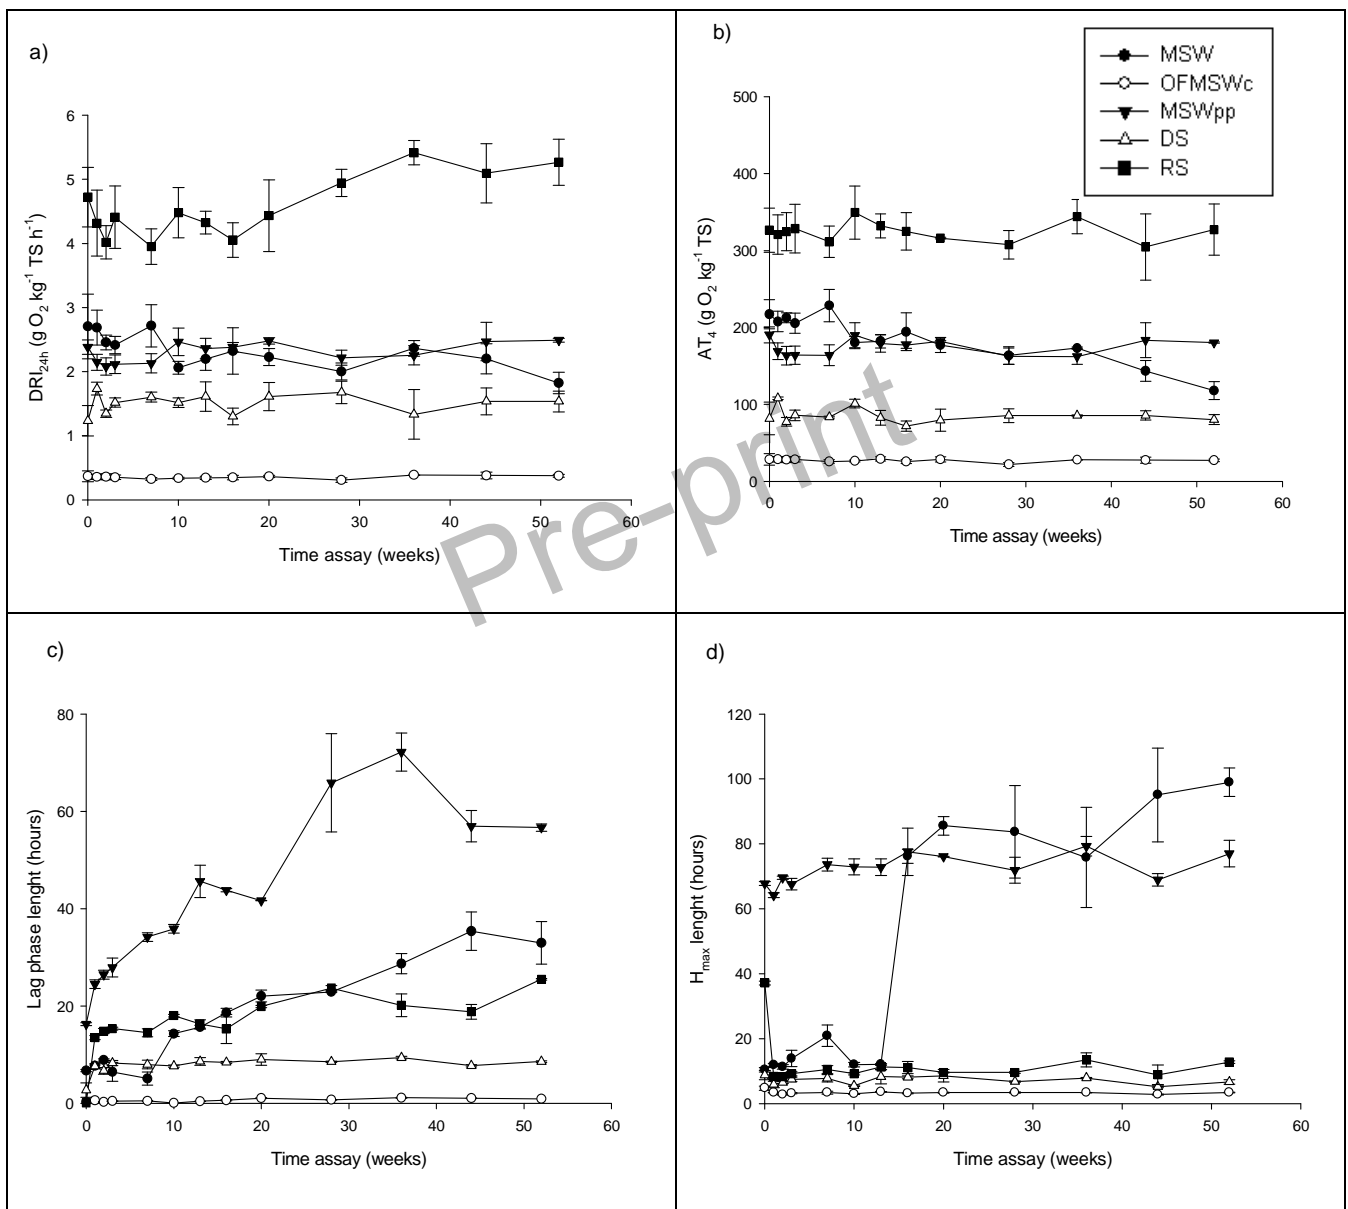 a)
6
5
4
3
2
1
0
DRI24h (g O2 kg-1 TS h-1)
0 10 20 30 40 50 60
Time assay (weeks)
b)
MSW
OFMSWc
MSWpp
DS
RS
500
400
300
200
100
0
AT4 (g O2 kg-1 TS)
0 10 20 30 40 50 60
Time assay (weeks)
Pre-print
c)
80
60
40
20
0
Lag phase lenght (hours)
0 10 20 30 40 50 60
Time assay (weeks)
d)
120
100
80
60
40
20
0
Hmax lenght (hours)
0 10 20 30 40 50 60
Time assay (weeks)